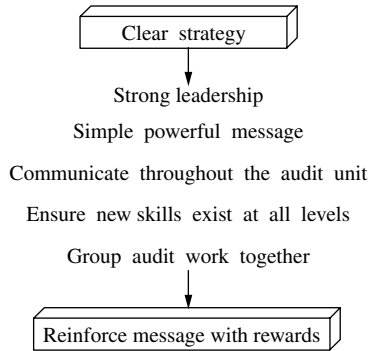 Clear strategy
Strong leadership
Simple powerful message
Communicate throughout the audit unit
Ensure new skills exist at all levels
Group audit work together
Reinforce message with rewards